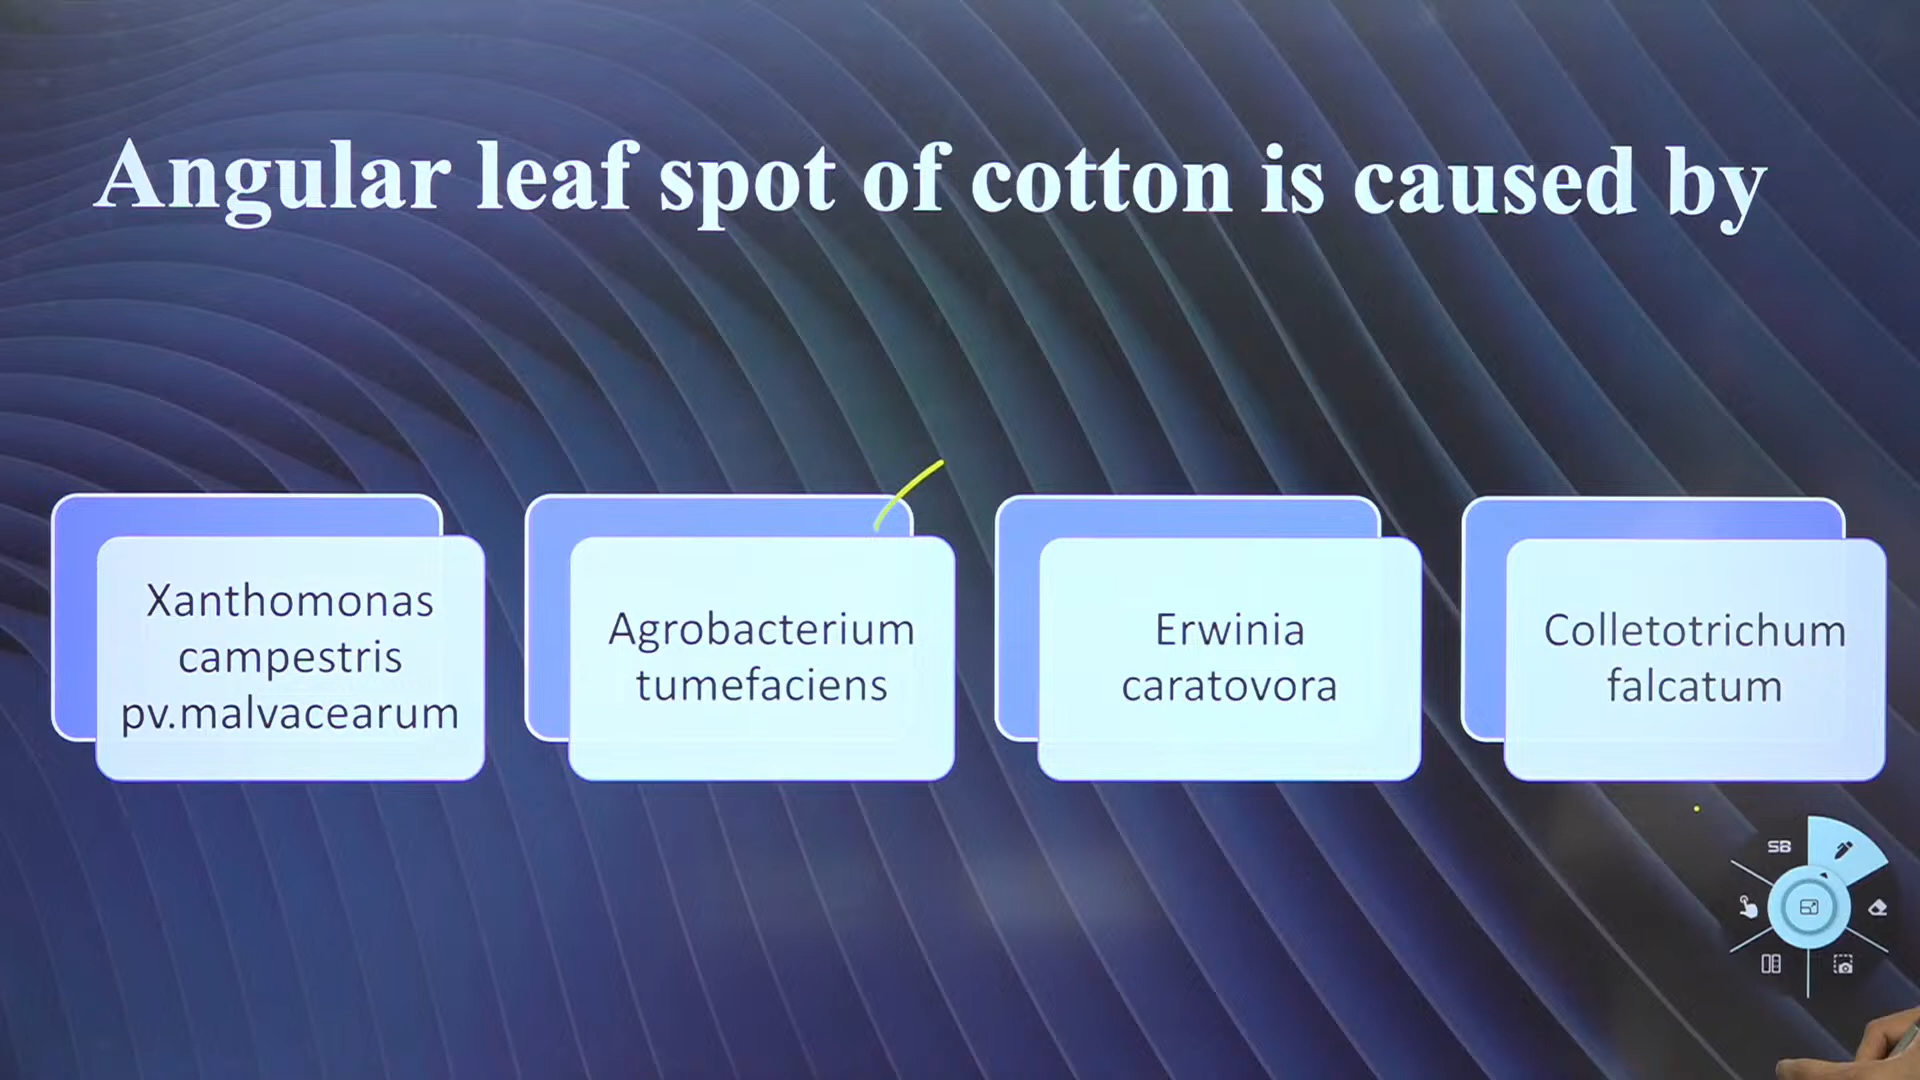 Angular leaf spot of cotton is caused by
Xanthomonas
campestris
pv.malvacearum
Agrobacterium
tumefaciens
Erwinia
caratovora
Colletotrichum
falcatum
SB